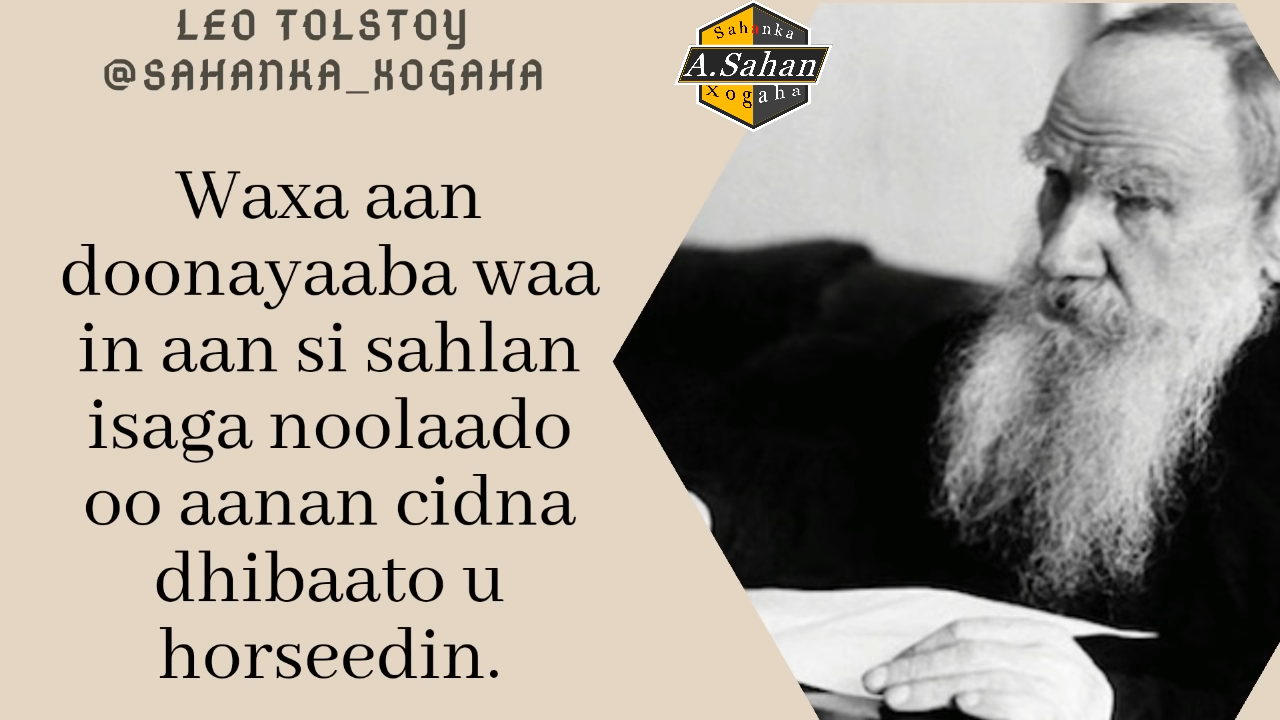 LEO TOLSTOY
@SAHANKA_XOGAHA
Sahanka
A.Sahan
Xogaha
Waxa aan
doonayaaba waa
in aan si sahlan
isaga noolaado
oo aanan cidna
dhibaato u
horseedin.